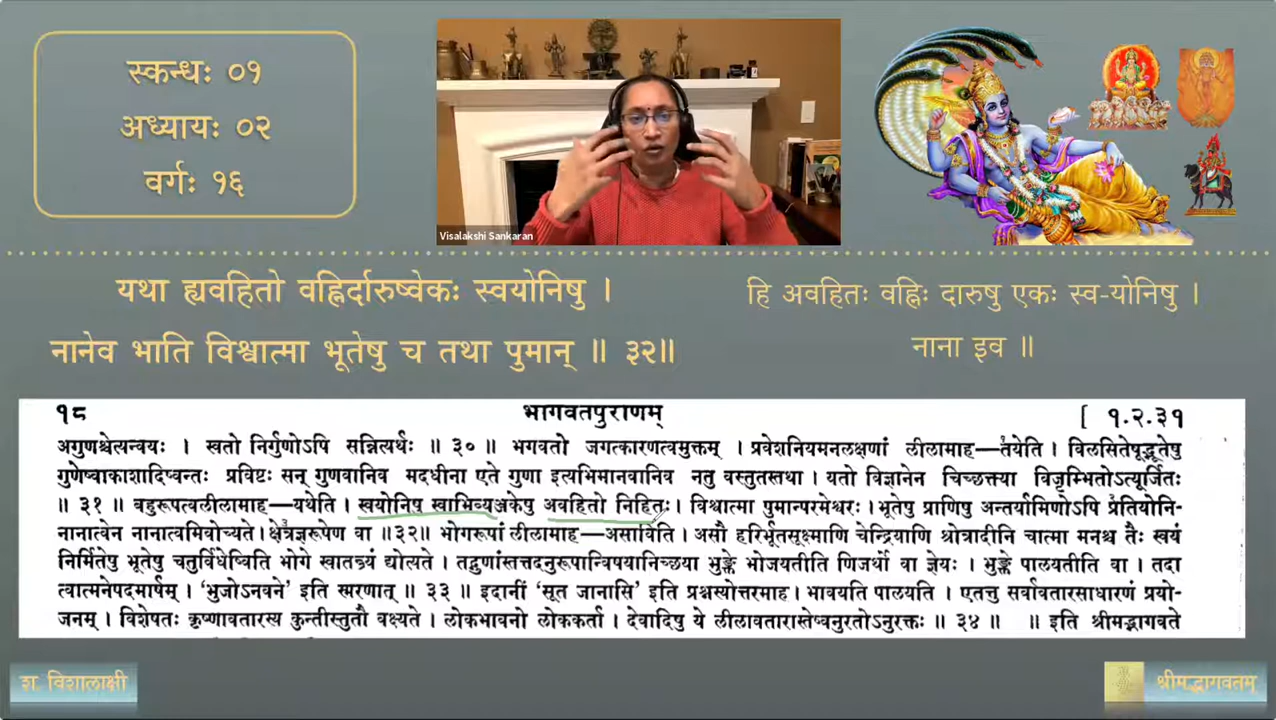 स्कन्धः ०१
अध्यायः ०२
वर्गः १६
Visalakshi Sankaran
यथा ह्यवहितो वह्निर्दारुष्वेकः स्वयोनिषु ।
नानेव भाति विश्वात्मा भूतेषु च तथा पुमान् ॥ ३२॥
हि अवहितः वह्निः दारुषु एकः स्व-योनिषु ।
नाना इव ॥
१८ भागवतपुराणम् [ १.२.३१
अगुणश्चेत्यन्वयः । स्वतो निर्गुणोऽपि सन्नित्यर्थः ॥ ३० ॥ भगवतो जगत्कारणत्वमुक्तम् । प्रवेशनियमनलक्षणां लीलामाह—तयेति । विलसितेषूद्भूतेषु
गुणेष्वाकाशादिष्वन्तः प्रविष्टः सन् गुणवानिव मदधीना एते गुणा इत्यभिमानवानिव नतु वस्तुतस्तथा । यतो विज्ञानेन चिच्छक्त्या विजृम्भितोऽत्यूर्जितः
॥ ३१ ॥ बहुरूपत्वलीलामाह—यथेति । स्वयोनिषु स्वाभिव्यञ्जकेषु अवहितो निहितः । विश्वात्मा पुमान्परमेश्वरः । भूतेषु प्राणिषु अन्तर्यामिणोऽपि प्रतियोनि-
नानात्वेन नानात्वमिवोच्यते । क्षेत्रज्ञरूपेण वा ॥३२॥ भोगरूपां लीलामाह—असाविति । असौ हरिर्भूतसूक्ष्माणि चेन्द्रियाणि श्रोत्रादीनि चात्मा मनश्च तैः स्वयं
निर्मितेषु भूतेषु चतुर्विधेष्विति भोगे स्वातन्त्र्यं द्योत्यते । तद्गुणांस्तत्तदनुरूपान्विषयानिच्छया भुङ्क्ते भोजयतीति णिजर्थो वा ज्ञेयः । भुङ्क्ते पालयतीति वा । तदा
त्वात्मनेपदमार्षम् । ‘भुजोऽनवने’ इति स्मरणात् ॥ ३३ ॥ इदानीं ‘सूत जानासि’ इति प्रश्नस्योत्तरमाह । भावयति पालयति । एतत्तु सर्वावतारसाधारणं प्रयो-
जनम् । विशेषतः कृष्णावतारस्य कुन्तीस्तुतौ वक्ष्यते । लोकभावनो लोककर्ता । देवादिषु ये लीलावतारास्तेष्वनुरतोऽनुरक्तः ॥ ३४ ॥ ॥ इति श्रीमद्भागवते
श. विशालाक्षी
श्रीमद्भागवतम्